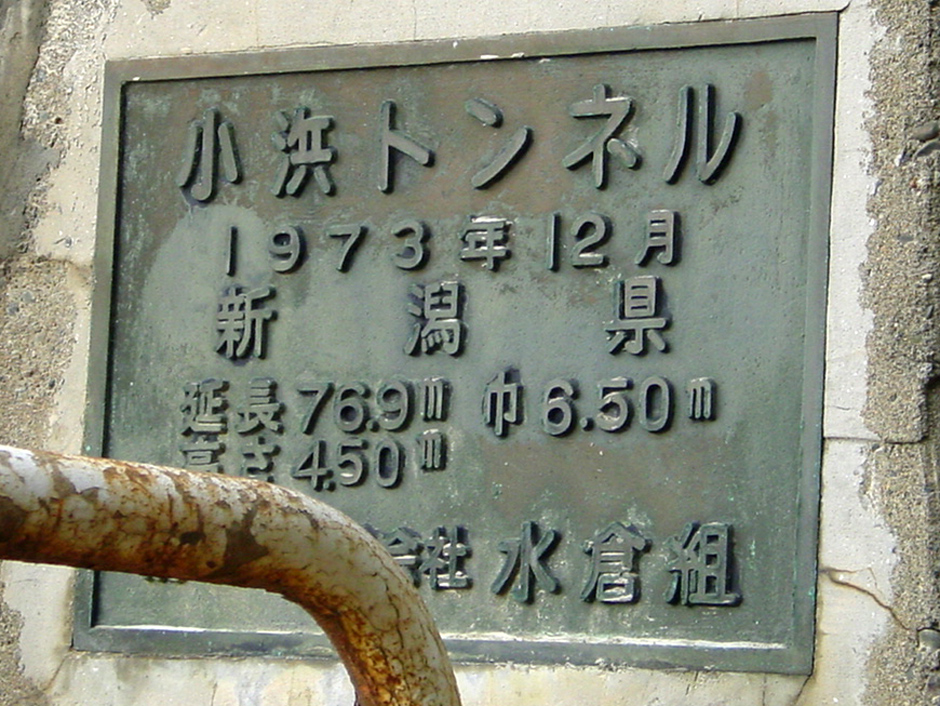 小浜トンネル
1973年12月
新潟県
延長76.9m 巾6.50m
高さ4.50m
会社水倉組